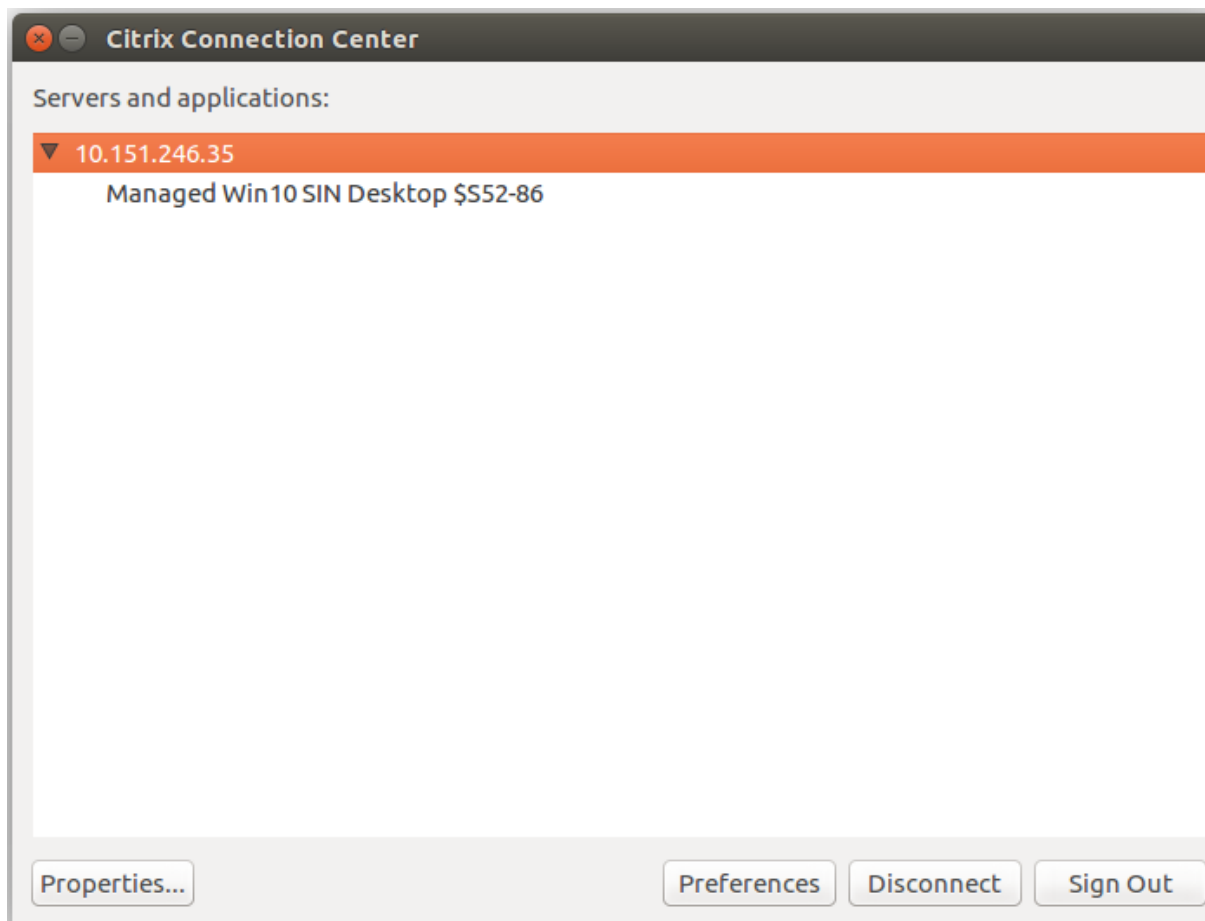 Citrix Connection Center
Servers and applications:
10.151.246.35
Managed Win10 SIN Desktop $S52-86
Properties... Preferences Disconnect Sign Out